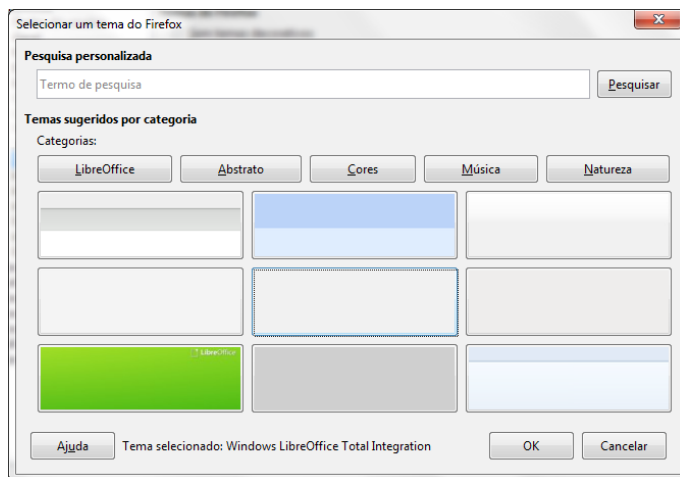 Selecionar um tema do Firefox
Pesquisa personalizada
Termo de pesquisa
Pesquisar
Temas sugeridos por categoria
Categorias:
LibreOffice Abstrato Cores Música Natureza
LibreOffice
Ajuda Tema selecionado: Windows LibreOffice Total Integration OK Cancelar